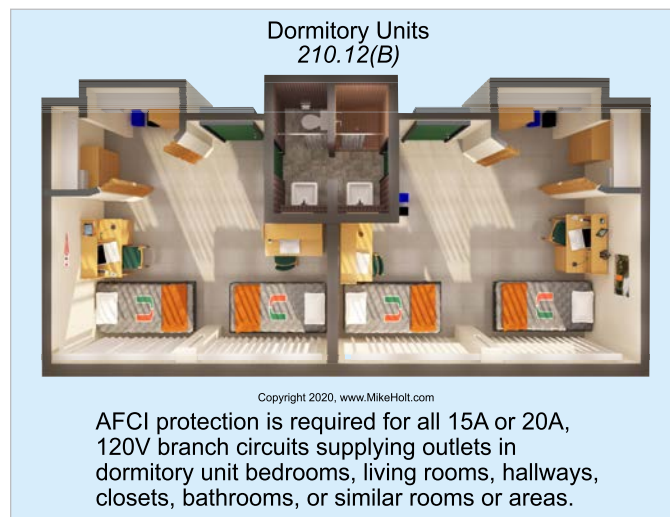 Dormitory Units
210.12(B)
Copyright 2020, www.MikeHolt.com
AFCI protection is required for all 15A or 20A,
120V branch circuits supplying outlets in
dormitory unit bedrooms, living rooms, hallways,
closets, bathrooms, or similar rooms or areas.